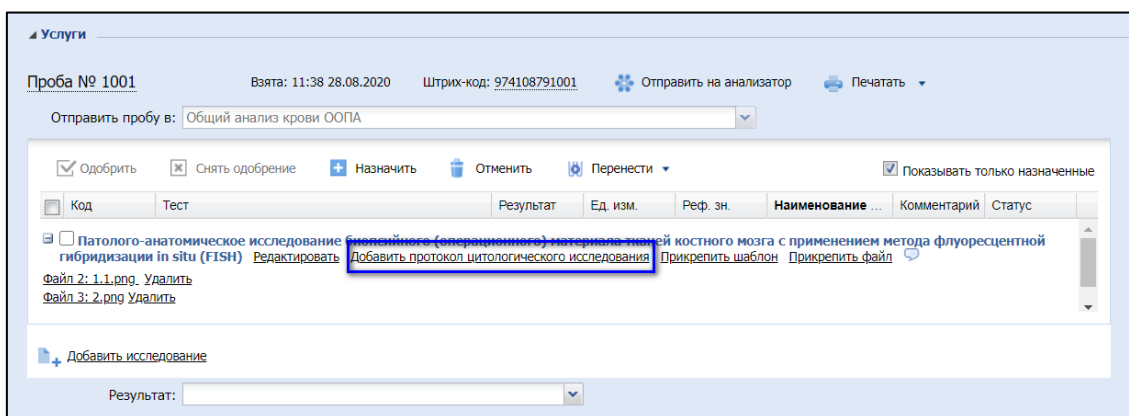 Услуги
Проба № 1001 Взята: 11:38 28.08.2020 Штрих-код: 974108791001 Отправить на анализатор Печатать
Отправить пробу в: Общий анализ крови ООПА
Одобрить Снять одобрение Назначить Отменить Перенести Показывать только назначенные
Код Тест Результат Ед. изм. Реф. зн. Наименование ... Комментарий Статус
Патолого-анатомическое исследование биопсийного (операционного) материала тканей костного мозга с применением метода флуоресцентной
гибридизации in situ (FISH) Редактировать Добавить протокол цитологического исследования Прикрепить шаблон Прикрепить файл
Файл 2: 1.1.png Удалить
Файл 3: 2.png Удалить
Добавить исследование
Результат: